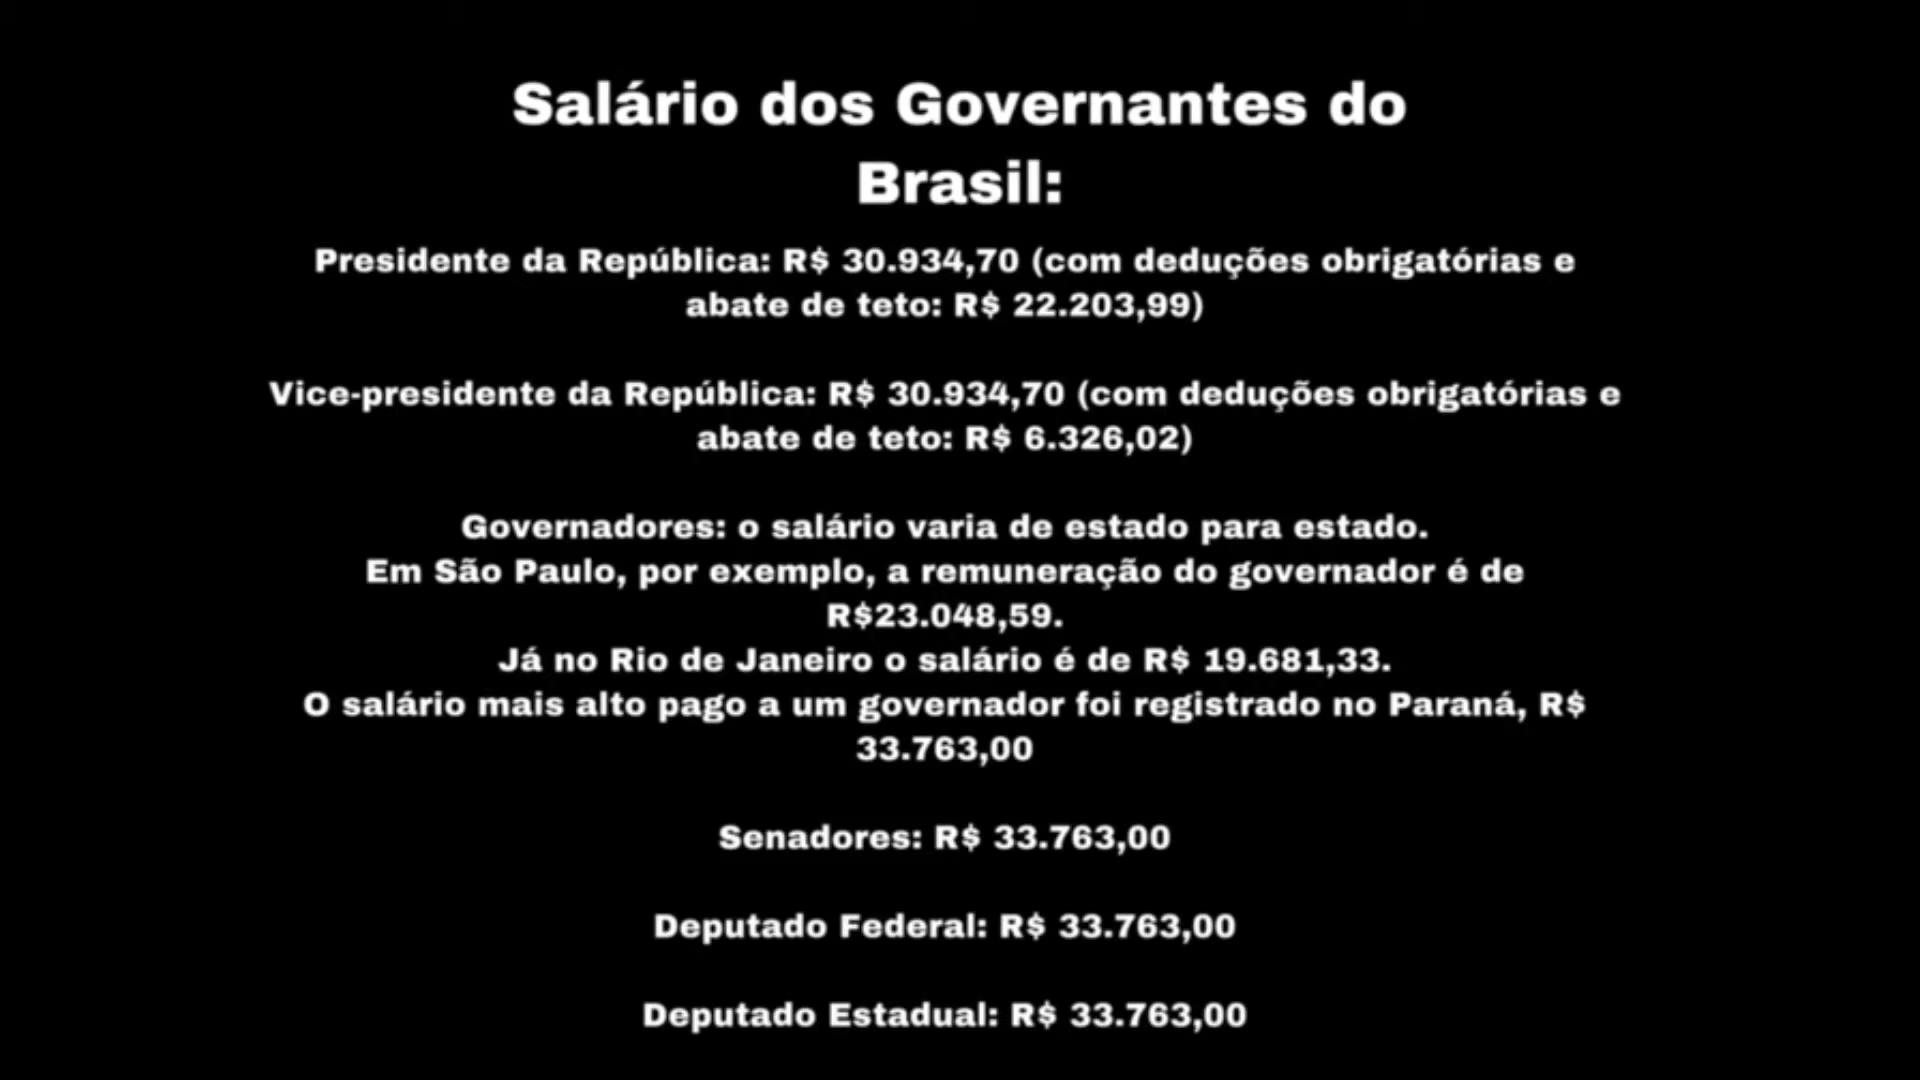 Salário dos Governantes do
Brasil:
Presidente da República: R$ 30.934,70 (com deduções obrigatórias e
abate de teto: R$ 22.203,99)
Vice-presidente da República: R$ 30.934,70 (com deduções obrigatórias e
abate de teto: R$ 6.326,02)
Governadores: o salário varia de estado para estado.
Em São Paulo, por exemplo, a remuneração do governador é de
R$23.048,59.
Já no Rio de Janeiro o salário é de R$ 19.681,33.
O salário mais alto pago a um governador foi registrado no Paraná, R$
33.763,00
Senadores: R$ 33.763,00
Deputado Federal: R$ 33.763,00
Deputado Estadual: R$ 33.763,00